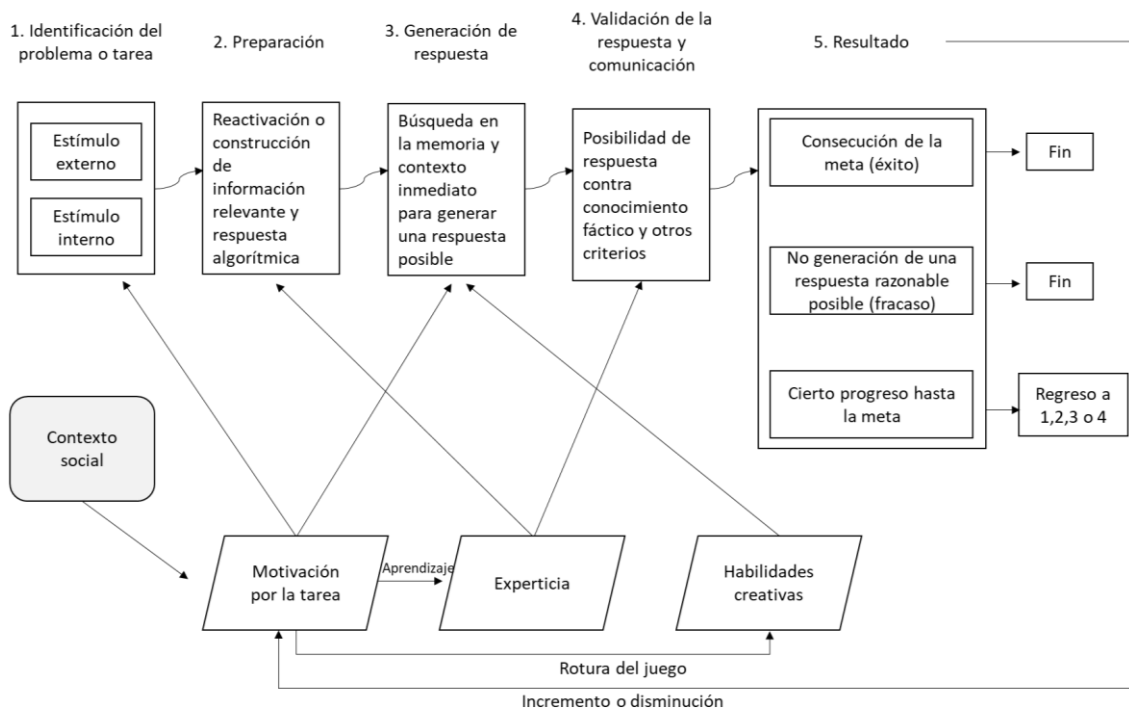 1. Identificación del
problema o tarea
2. Preparación
3. Generación de
respuesta
4. Validación de la
respuesta y
comunicación
5. Resultado
Estímulo
externo
Estímulo
interno
Reactivación o
construcción
de
información
relevante y
respuesta
algorítmica
Búsqueda en
la memoria y
contexto
inmediato
para generar
una respuesta
posible
Posibilidad de
respuesta
contra
conocimiento
fáctico y otros
criterios
Consecución de la
meta (éxito)
Fin
No generación de una
respuesta razonable
posible (fracaso)
Fin
Cierto progreso hasta
la meta
Regreso a
1,2,3 o 4
Contexto
social
Motivación
por la tarea
Aprendizaje
Experticia
Habilidades
creativas
Rotura del juego
Incremento o disminución